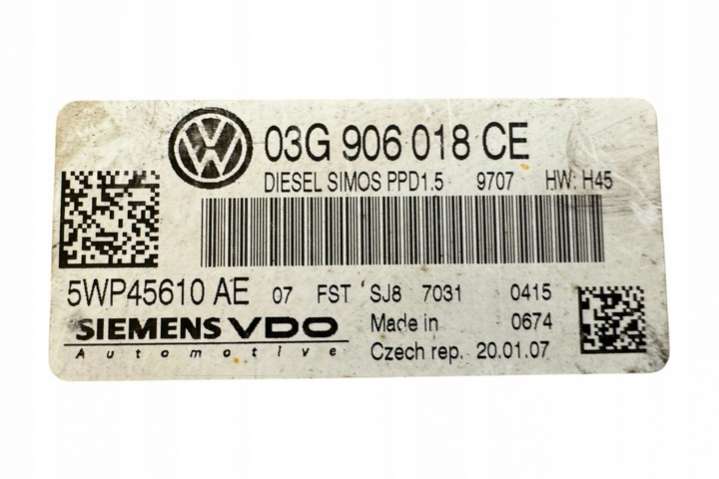 03G 906 018 CE
DIESEL SIMOS PPD1.5 9707 HW: H45
5WP45610 AE 07 FST SJ8 7031 0415
SIEMENS VDO Made in 0674
Automotive Czech rep. 20.01.07